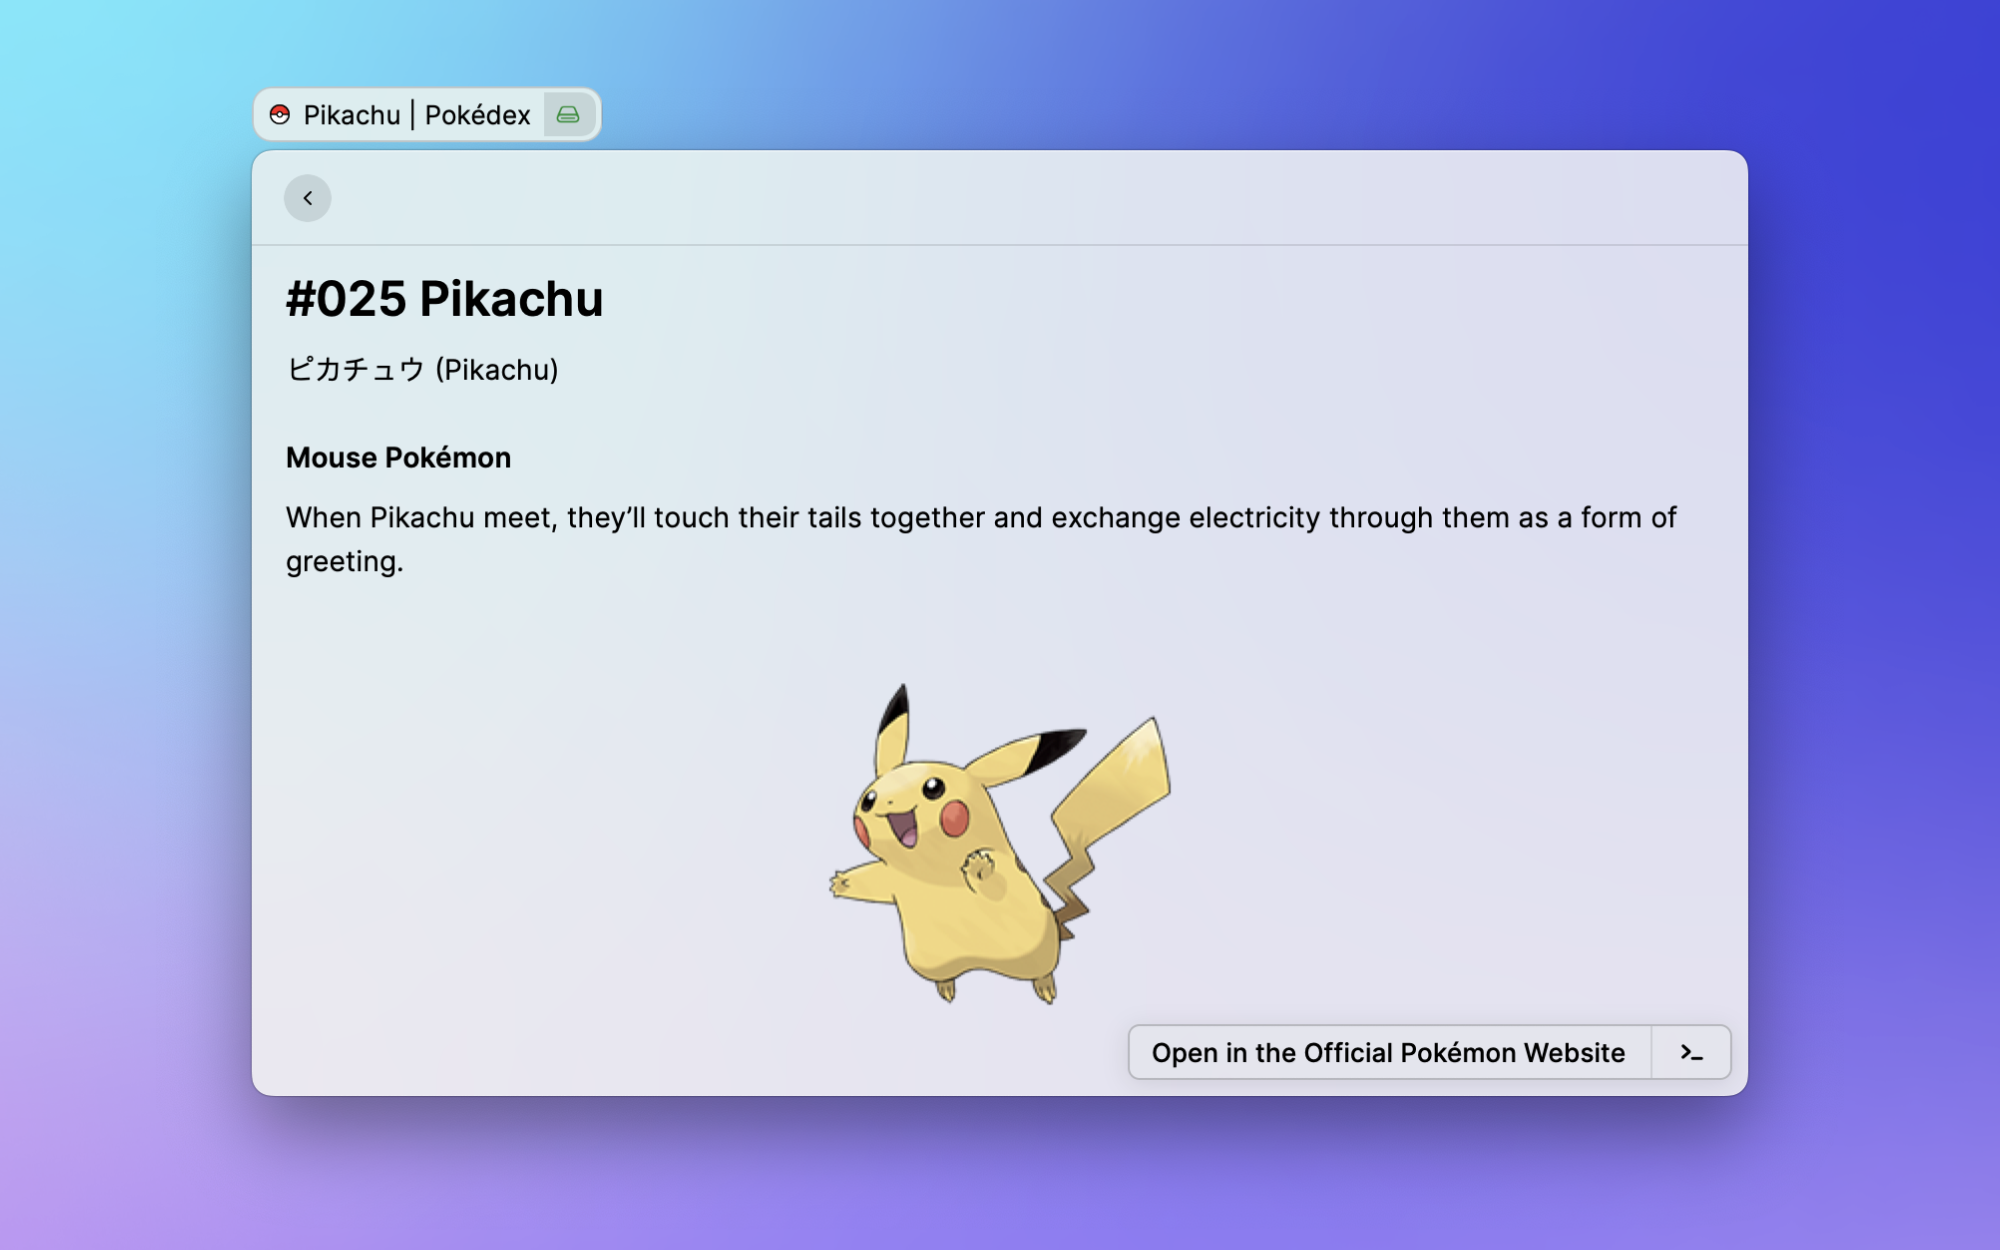 Pikachu | Pokédex
#025 Pikachu
ピカチュウ (Pikachu)
Mouse Pokémon
When Pikachu meet, they’ll touch their tails together and exchange electricity through them as a form of
greeting.
Open in the Official Pokémon Website